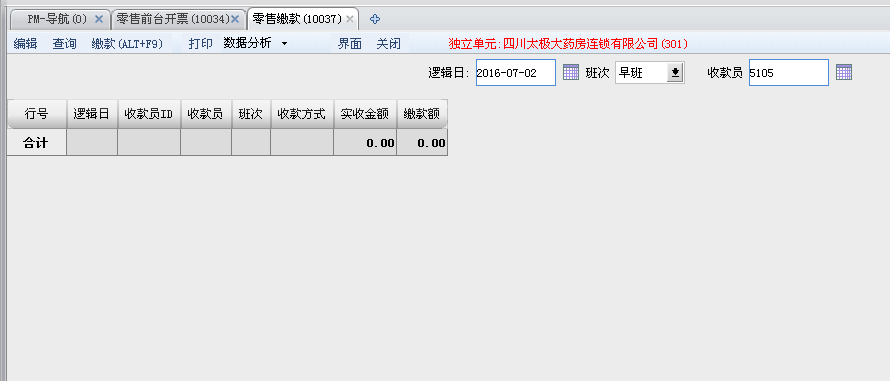 PM-导航(0) 零售前台开票(10034) 零售缴款(10037)
编辑 查询 缴款(ALT+F9) 打印 数据分析 界面 关闭 独立单元:四川太极大药房连锁有限公司(301)
逻辑日: 2016-07-02 班次 早班 收款员 5105
行号 逻辑日 收款员ID 收款员 班次 收款方式 实收金额 缴款额
合计 0.00 0.00